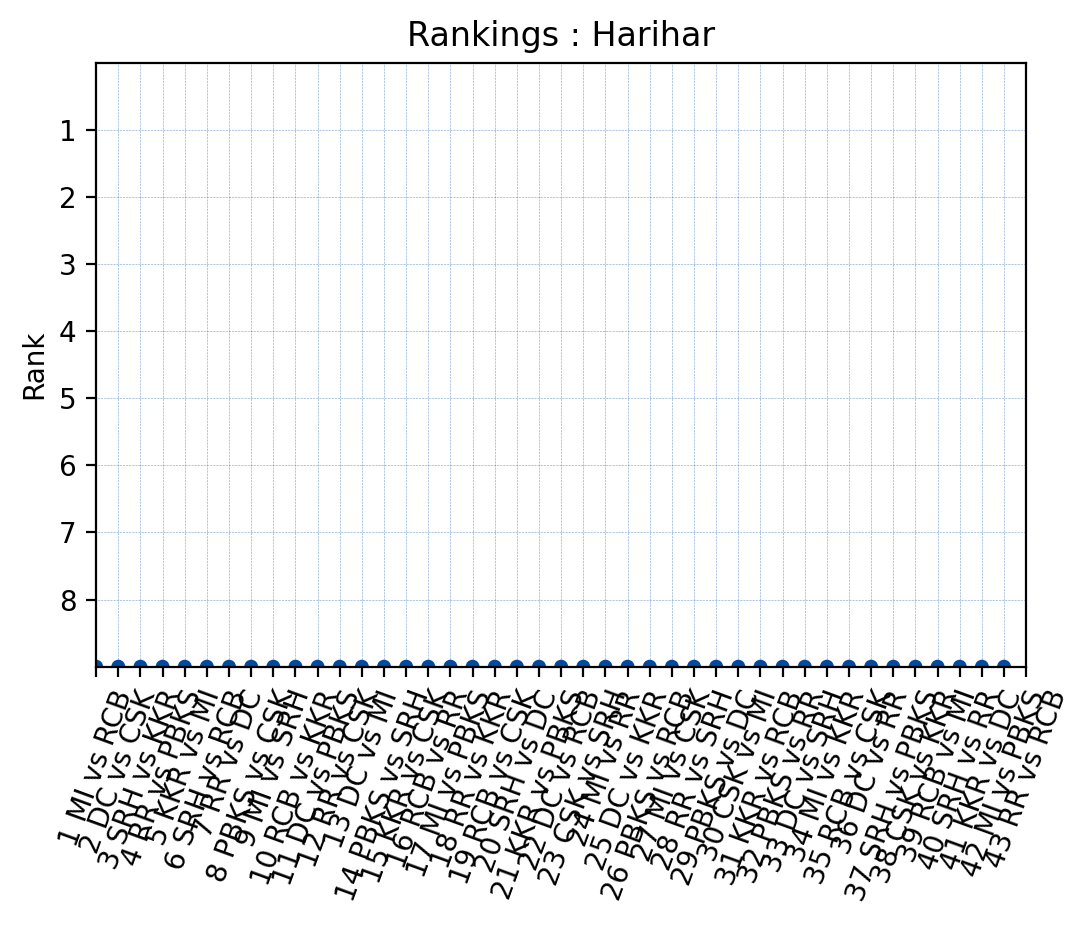 Rankings : Harihar
Rank
1
2
3
4
5
6
7
8
1 MI vs RCB
2 DC vs CSK
3 SRH vs KKR
4 RR vs PBKS
5 KKR vs MI
6 SRH vs RCB
7 RR vs DC
8 PBKS vs CSK
9 MI vs SRH
10 RCB vs KKR
11 DC vs PBKS
12 RR vs CSK
13 DC vs MI
14 PBKS vs SRH
15 KKR vs CSK
16 RCB vs RR
17 MI vs PBKS
18 RR vs KKR
19 RCB vs CSK
20 SRH vs DC
21 KKR vs PBKS
22 DC vs RCB
23 CSK vs SRH
24 MI vs RR
25 DC vs KKR
26 PBKS vs RCB
27 MI vs CSK
28 RR vs SRH
29 PBKS vs DC
30 CSK vs MI
31 KKR vs RCB
32 PBKS vs RR
33 DC vs SRH
34 MI vs KKR
35 RCB vs CSK
36 DC vs RR
37 SRH vs PBKS
38 CSK vs KKR
39 RCB vs MI
40 SRH vs RR
41 KKR vs DC
42 MI vs PBKS
43 RR vs RCB